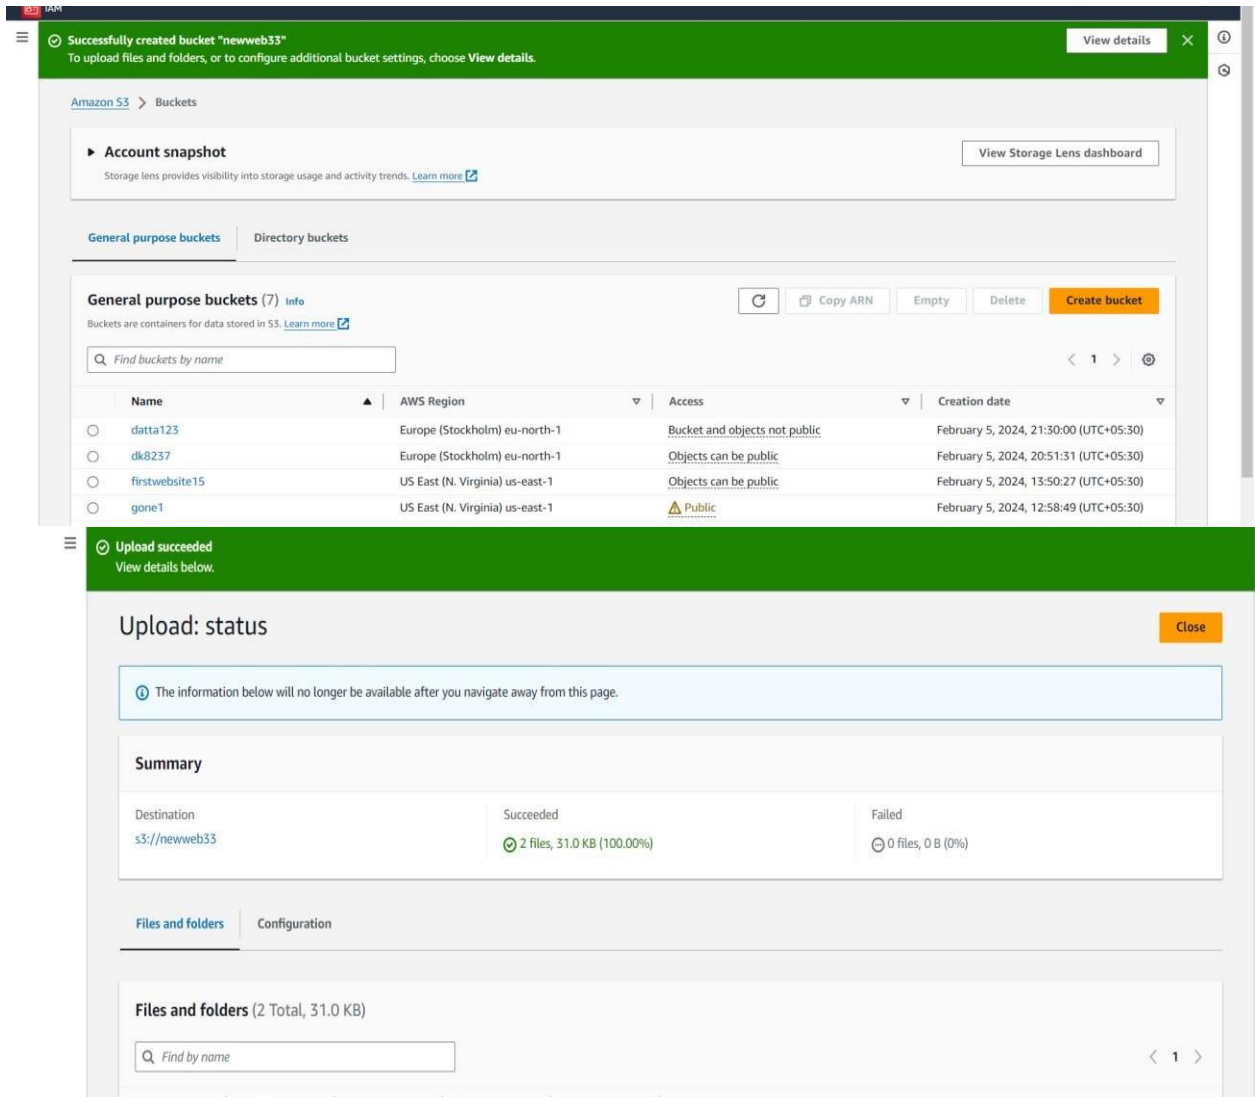 IAM
Successfully created bucket "newweb33"
To upload files and folders, or to configure additional bucket settings, choose View details.
View details
Amazon S3 > Buckets
Account snapshot
Storage lens provides visibility into storage usage and activity trends. Learn more
View Storage Lens dashboard
General purpose buckets Directory buckets
General purpose buckets (7) Info
Buckets are containers for data stored in S3. Learn more
Copy ARN Empty Delete Create bucket
Find buckets by name
1
Name AWS Region Access Creation date
datta123 Europe (Stockholm) eu-north-1 Bucket and objects not public February 5, 2024, 21:30:00 (UTC+05:30)
dk8237 Europe (Stockholm) eu-north-1 Objects can be public February 5, 2024, 20:51:31 (UTC+05:30)
firstwebsite15 US East (N. Virginia) us-east-1 Objects can be public February 5, 2024, 13:50:27 (UTC+05:30)
gone1 US East (N. Virginia) us-east-1 Public February 5, 2024, 12:58:49 (UTC+05:30)
Upload succeeded
View details below.
Upload: status
Close
The information below will no longer be available after you navigate away from this page.
Summary
Destination Succeeded Failed
s3://newweb33 2 files, 31.0 KB (100.00%) 0 files, 0 B (0%)
Files and folders Configuration
Files and folders (2 Total, 31.0 KB)
Find by name
1